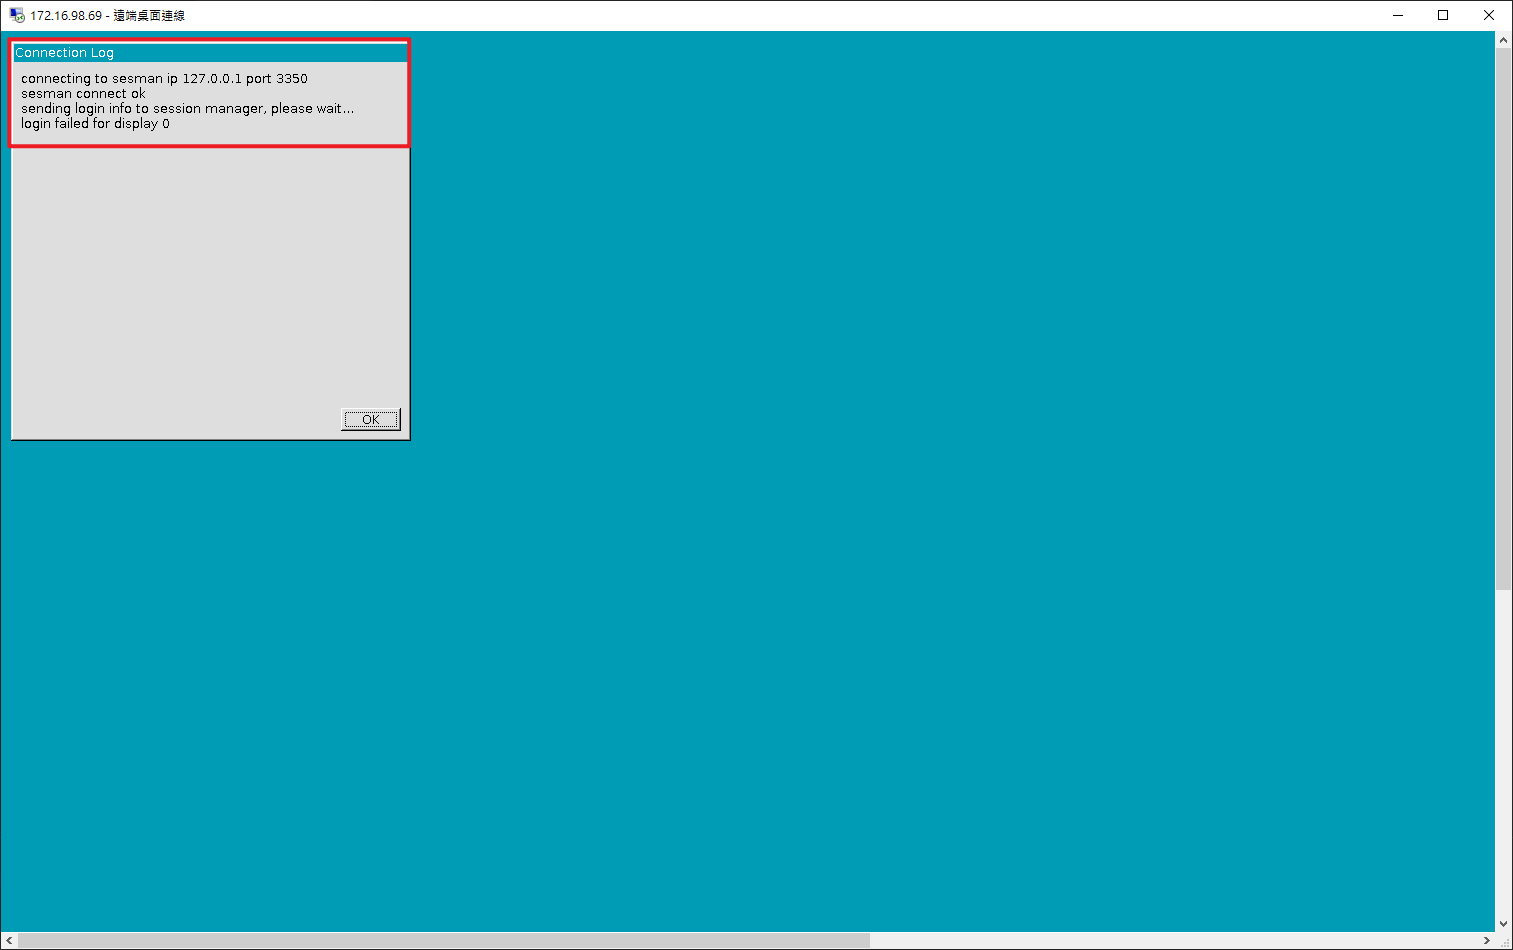 172.16.98.69 - 遠端桌面連線
Connection Log
connecting to sesman ip 127.0.0.1 port 3350
sesman connect ok
sending login info to session manager, please wait...
login failed for display 0
OK